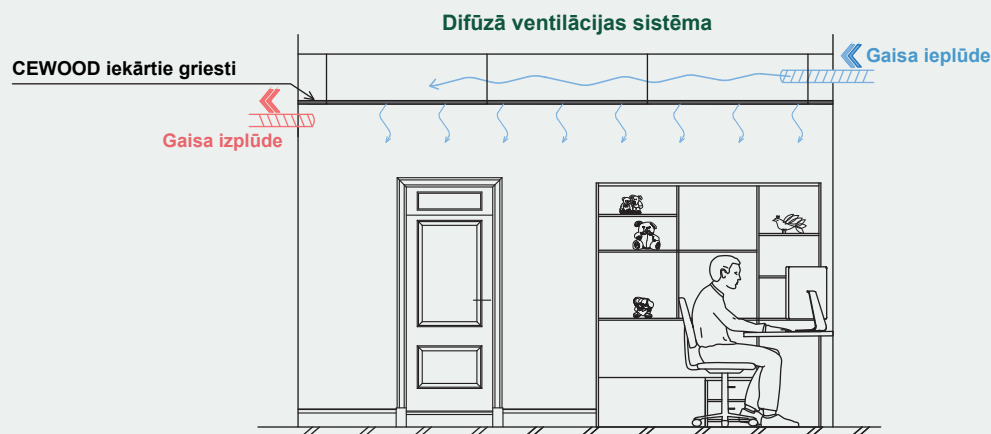 Difūzā ventilācijas sistēma
Gaisa ieplūde
CEWOOD iekārtie griesti
Gaisa izplūde